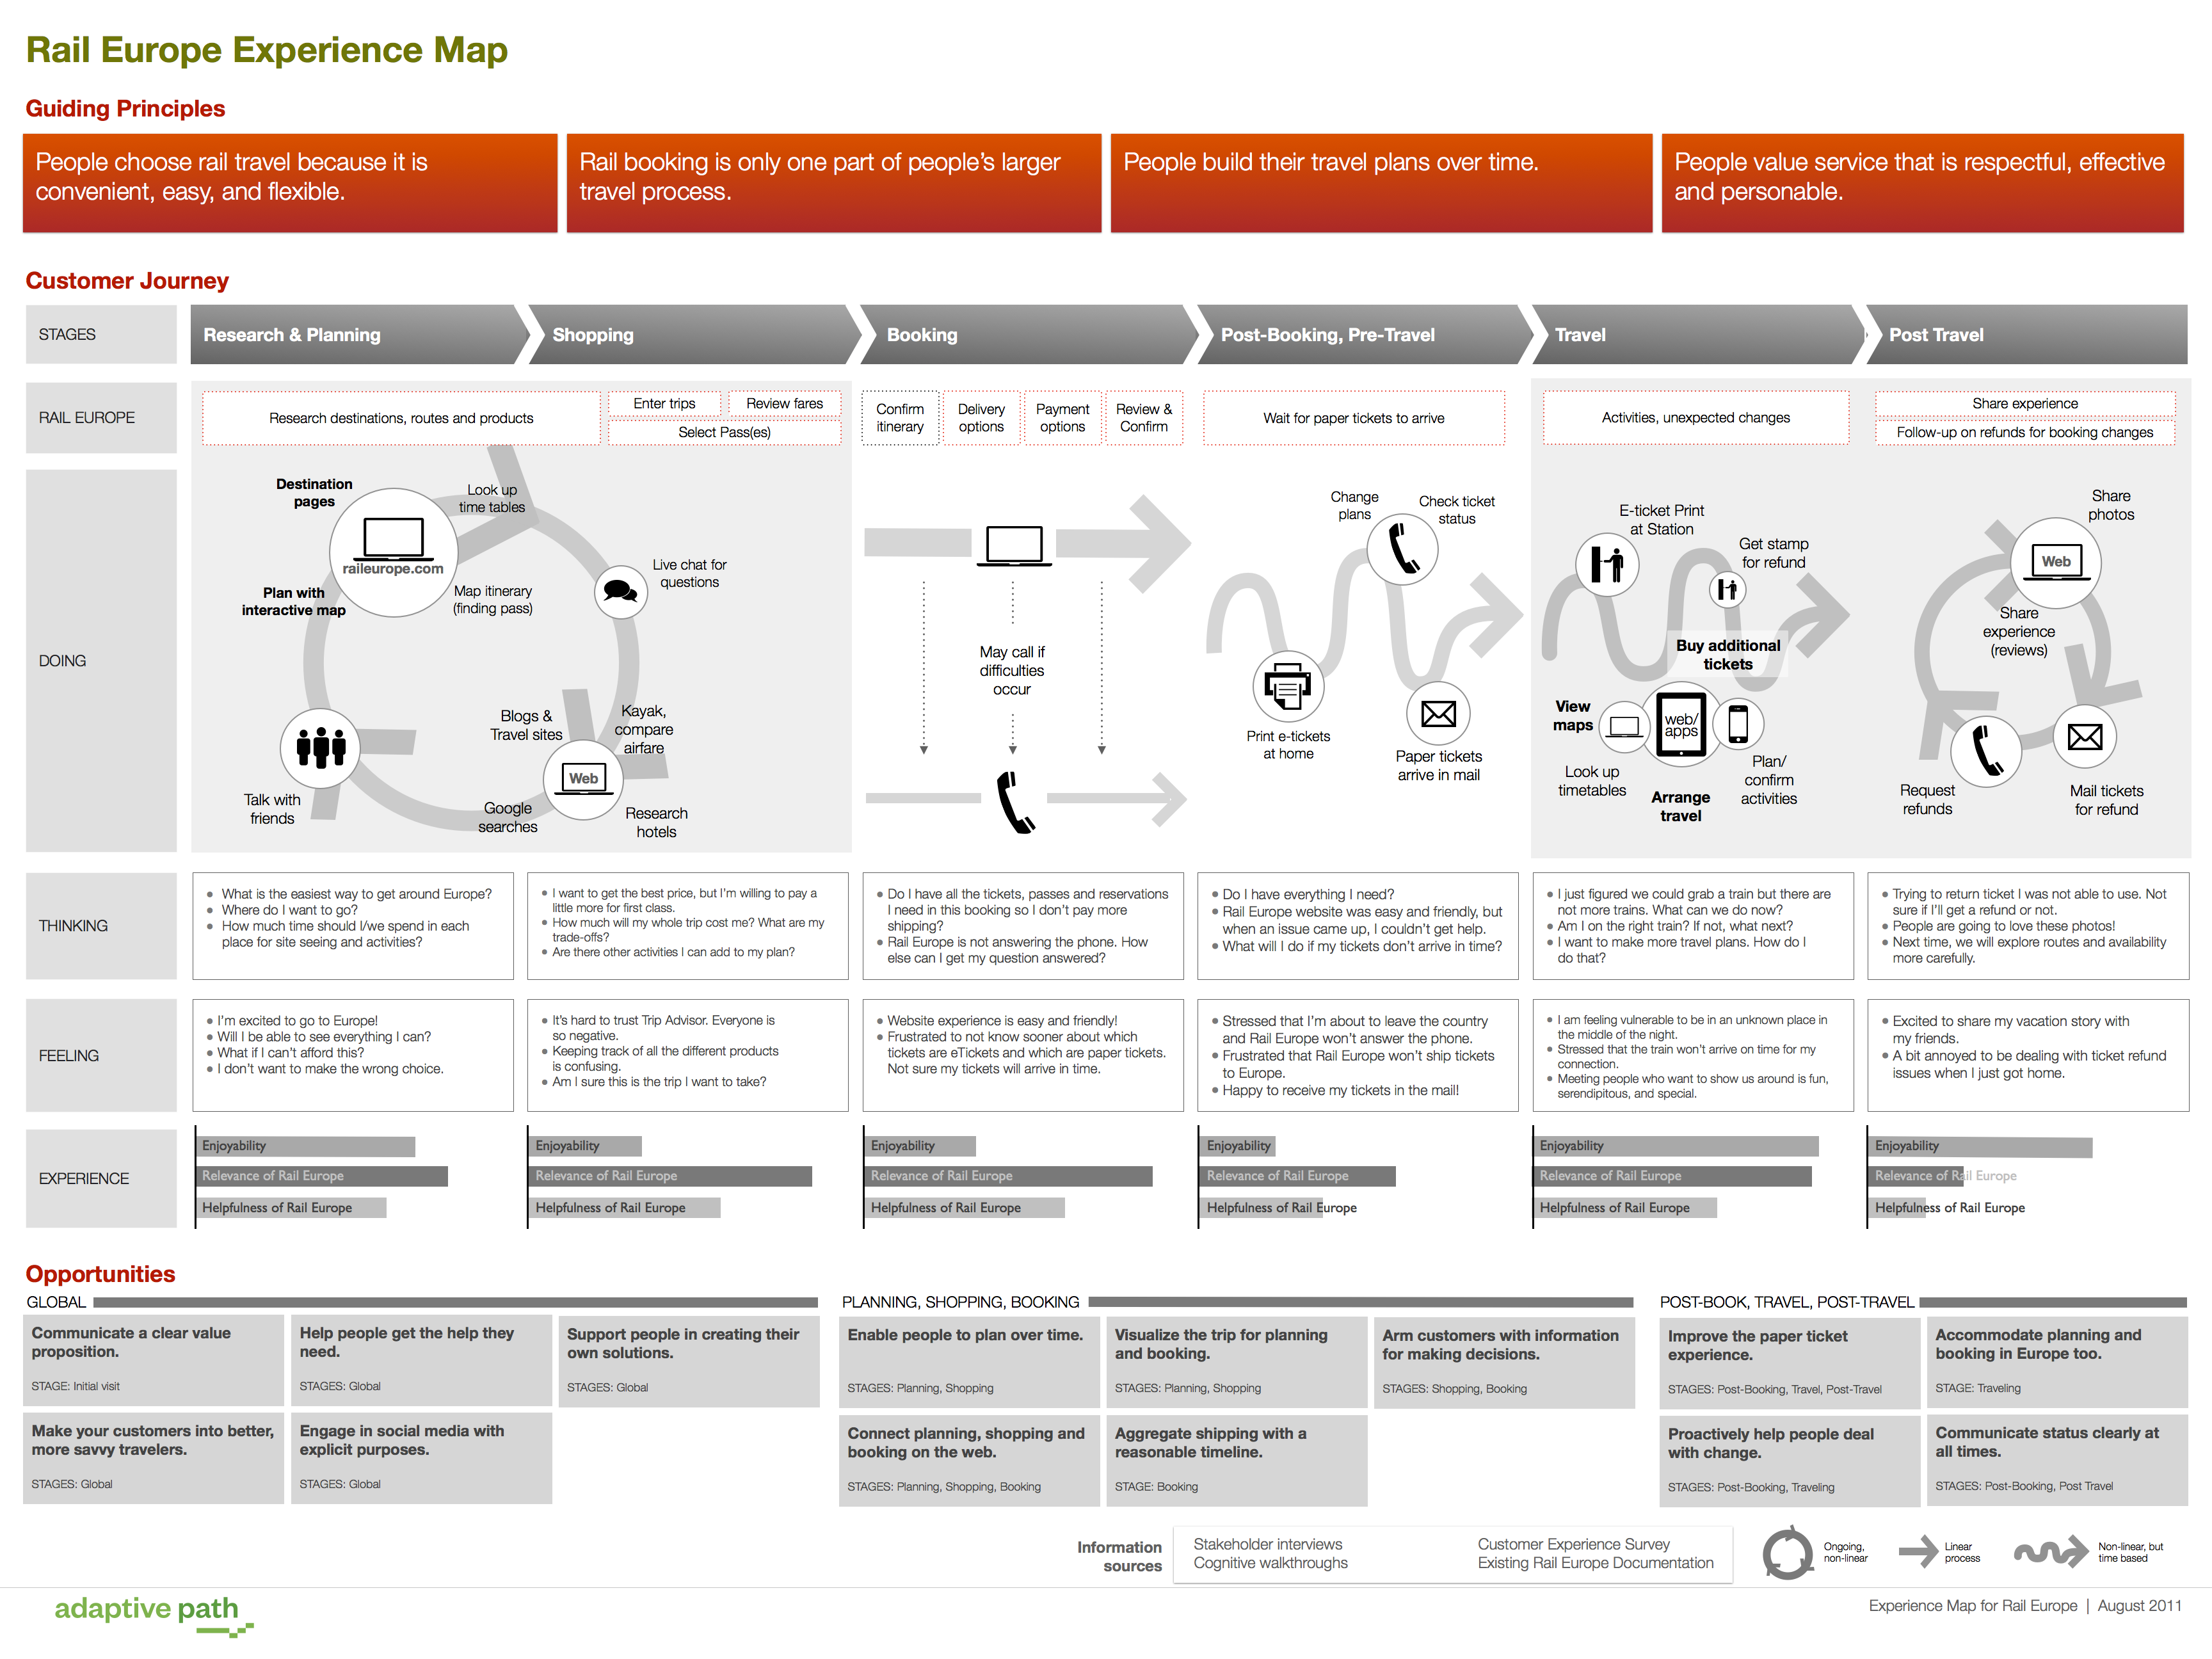 Rail Europe Experience Map
Guiding Principles
People choose rail travel because it is
convenient, easy, and flexible.
Rail booking is only one part of people's larger
travel process.
People build their travel plans over time.
People value service that is respectful, effective
and personable.
Customer Journey
STAGES
Research & Planning
Shopping
Booking
Post-Booking, Pre-Travel
Travel
Post Travel
RAIL EUROPE
Research destinations, routes and products
Enter trips
Review fares
Select Pass(es)
Confirm
itinerary
Delivery
options
Payment
options
Review &
Confirm
Wait for paper tickets to arrive
Activities, unexpected changes
Share experience
Follow-up on refunds for booking changes
DOING
Destination
pages
Look up
time tables
raileurope.com
Plan with
interactive map
Map itinerary
(finding pass)
Live chat for
questions
Blogs &
Travel sites
Kayak,
compare
airfare
Web
Talk with
friends
Google
searches
Research
hotels
May call if
difficulties
occur
Change
plans
Check ticket
status
Print e-tickets
at home
Paper tickets
arrive in mail
E-ticket Print
at Station
Get stamp
for refund
Buy additional
tickets
View
maps
web/
apps
Look up
timetables
Plan/
confirm
activities
Arrange
travel
Share
photos
Web
Share
experience
(reviews)
Request
refunds
Mail tickets
for refund
THINKING
• What is the easiest way to get around Europe?
• Where do I want to go?
• How much time should I/we spend in each
place for site seeing and activities?
• I want to get the best price, but I'm willing to pay a
little more for first class.
• How much will my whole trip cost me? What are my
trade-offs?
• Are there other activities I can add to my plan?
• Do I have all the tickets, passes and reservations
I need in this booking so I don't pay more
shipping?
• Rail Europe is not answering the phone. How
else can I get my question answered?
• Do I have everything I need?
• Rail Europe website was easy and friendly, but
when an issue came up, I couldn't get help.
• What will I do if my tickets don't arrive in time?
• I just figured we could grab a train but there are
not more trains. What can we do now?
• Am I on the right train? If not, what next?
• I want to make more travel plans. How do I
do that?
• Trying to return ticket I was not able to use. Not
sure if I'll get a refund or not.
• People are going to love these photos!
• Next time, we will explore routes and availability
more carefully.
FEELING
• I'm excited to go to Europe!
• Will I be able to see everything I can?
• What if I can't afford this?
• I don't want to make the wrong choice.
• It's hard to trust Trip Advisor. Everyone is
so negative.
• Keeping track of all the different products
is confusing.
• Am I sure this is the trip I want to take?
• Website experience is easy and friendly!
• Frustrated to not know sooner about which
tickets are eTickets and which are paper tickets.
Not sure my tickets will arrive in time.
• Stressed that I'm about to leave the country
and Rail Europe won't answer the phone.
• Frustrated that Rail Europe won't ship tickets
to Europe.
• Happy to receive my tickets in the mail!
• I am feeling vulnerable to be in an unknown place in
the middle of the night.
• Stressed that the train won't arrive on time for my
connection.
• Meeting people who want to show us around is fun,
serendipitous, and special.
• Excited to share my vacation story with
my friends.
• A bit annoyed to be dealing with ticket refund
issues when I just got home.
EXPERIENCE
Enjoyability
Relevance of Rail Europe
Helpfulness of Rail Europe
Enjoyability
Relevance of Rail Europe
Helpfulness of Rail Europe
Enjoyability
Relevance of Rail Europe
Helpfulness of Rail Europe
Enjoyability
Relevance of Rail Europe
Helpfulness of Rail Europe
Enjoyability
Relevance of Rail Europe
Helpfulness of Rail Europe
Enjoyability
Relevance of Rail Europe
Helpfulness of Rail Europe
Opportunities
GLOBAL
Communicate a clear value
proposition.
STAGE: Initial visit
Help people get the help they
need.
STAGES: Global
Support people in creating their
own solutions.
STAGES: Global
Make your customers into better,
more savvy travelers.
STAGES: Global
Engage in social media with
explicit purposes.
STAGES: Global
PLANNING, SHOPPING, BOOKING
Enable people to plan over time.
STAGES: Planning, Shopping
Visualize the trip for planning
and booking.
STAGES: Planning, Shopping
Arm customers with information
for making decisions.
STAGES: Shopping, Booking
Connect planning, shopping and
booking on the web.
STAGES: Planning, Shopping, Booking
Aggregate shipping with a
reasonable timeline.
STAGE: Booking
POST-BOOK, TRAVEL, POST-TRAVEL
Improve the paper ticket
experience.
STAGES: Post-Booking, Travel, Post-Travel
Accommodate planning and
booking in Europe too.
STAGE: Traveling
Proactively help people deal
with change.
STAGES: Post-Booking, Traveling
Communicate status clearly at
all times.
STAGES: Post-Booking, Post Travel
Information
sources
Stakeholder interviews
Cognitive walkthroughs
Customer Experience Survey
Existing Rail Europe Documentation
Ongoing,
non-linear
Linear
process
Non-linear, but
time based
adaptive path
Experience Map for Rail Europe | August 2011